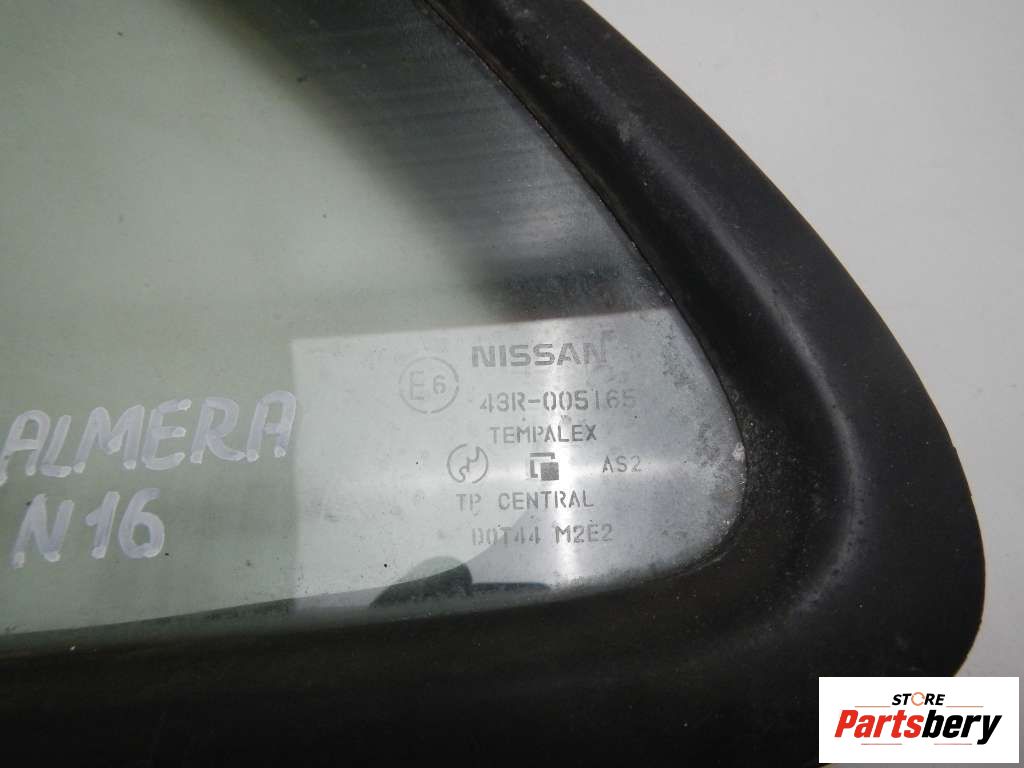 NISSAN
E6
43R-005165
TEMPALEX
AS2
TP CENTRAL
DOT44 M2E2
ALMERA
N16
STORE
Partsbery